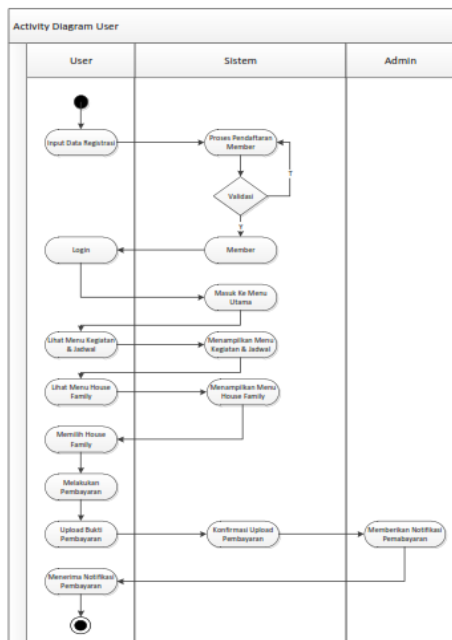 Activity Diagram User
User
Sistem
Admin
Input Data Registrasi
Proses Pendaftaran
Member
T
Validasi
Y
Login
Member
Masuk Ke Menu
Utama
Lihat Menu Kegiatan
& Jadwal
Menampilkan Menu
Kegiatan & Jadwal
Lihat Menu House
Family
Menampilkan Menu
House Family
Memilih House
Family
Melakukan
Pembayaran
Upload Bukti
Pembayaran
Konfirmasi Upload
Pembayaran
Memberikan Notifikasi
Pemabayaran
Menerima Notifikasi
Pembayaran